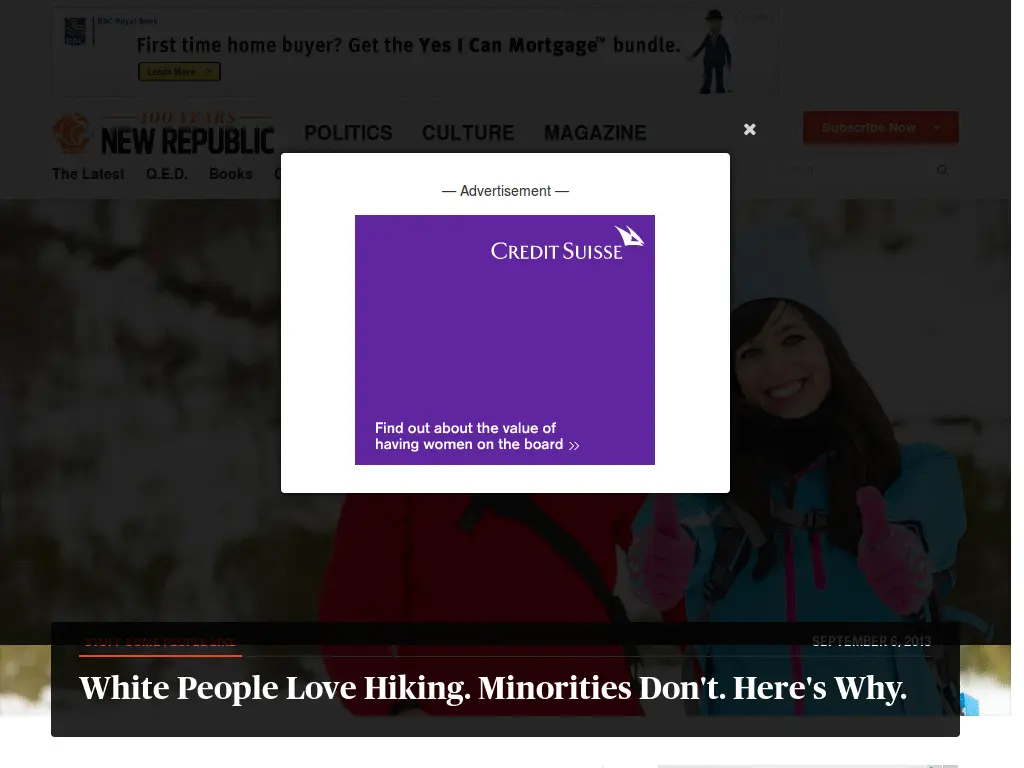 RBC Royal Bank
First time home buyer? Get the Yes I Can Mortgage™ bundle.
Learn More >
100 YEARS
NEW REPUBLIC
POLITICS CULTURE MAGAZINE
Subscribe Now
The Latest Q.E.D. Books
— Advertisement —
CREDIT SUISSE
Find out about the value of
having women on the board »
STUFF SOME PEOPLE LIKE
SEPTEMBER 6, 2013
White People Love Hiking. Minorities Don't. Here's Why.